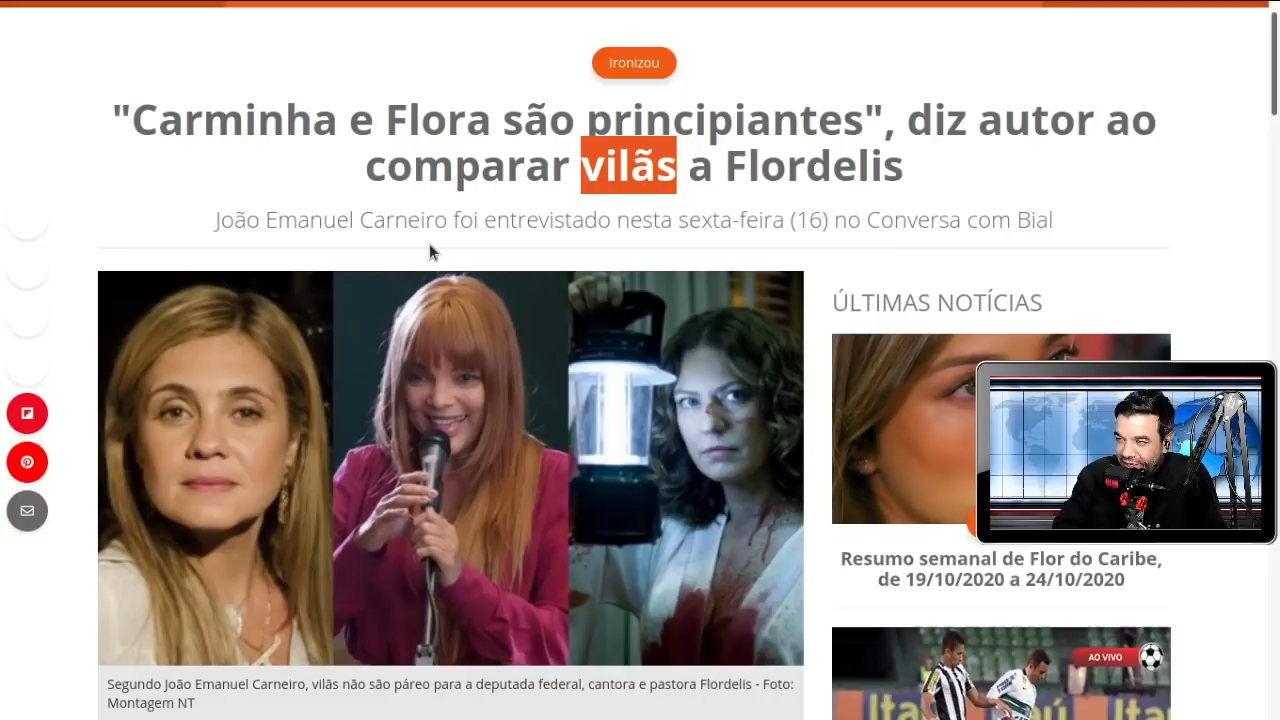 Ironizou
"Carminha e Flora são principiantes", diz autor ao
comparar vilãs a Flordelis
João Emanuel Carneiro foi entrevistado nesta sexta-feira (16) no Conversa com Bial
ÚLTIMAS NOTÍCIAS
Resumo semanal de Flor do Caribe,
de 19/10/2020 a 24/10/2020
AO VIVO
Segundo João Emanuel Carneiro, vilãs não são páreo para a deputada federal, cantora e pastora Flordelis - Foto:
Montagem NT